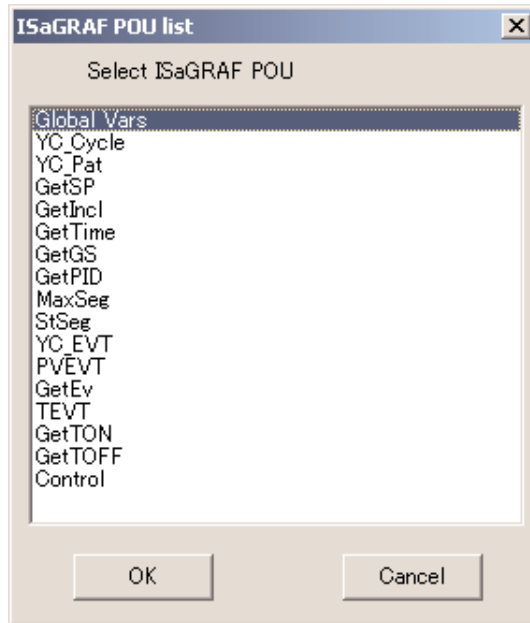 ISaGRAF POU list
Select ISaGRAF POU
Global Vars
YC_Cycle
YC_Pat
GetSP
GetIncl
GetTime
GetGS
GetPID
MaxSeg
StSeg
YC_EVT
PVEVT
GetEv
TEVT
GetTON
GetTOFF
Control
OK
Cancel